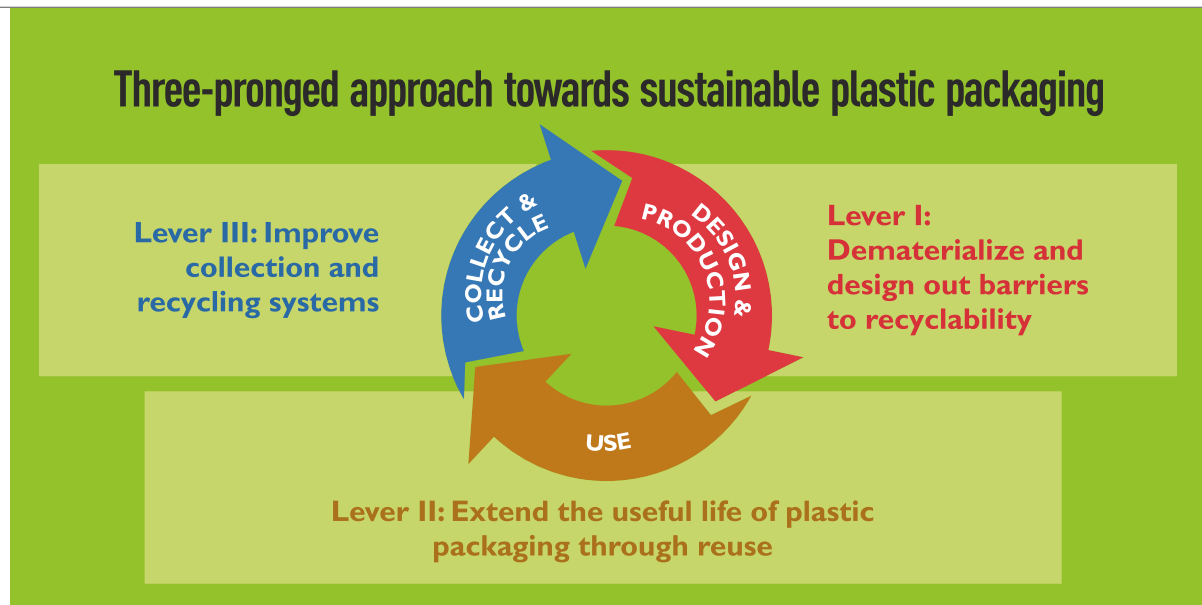 Three-pronged approach towards sustainable plastic packaging
COLLECT &
RECYCLE
DESIGN &
PRODUCTION
USE
Lever III: Improve
collection and
recycling systems
Lever I:
Dematerialize and
design out barriers
to recyclability
Lever II: Extend the useful life of plastic
packaging through reuse